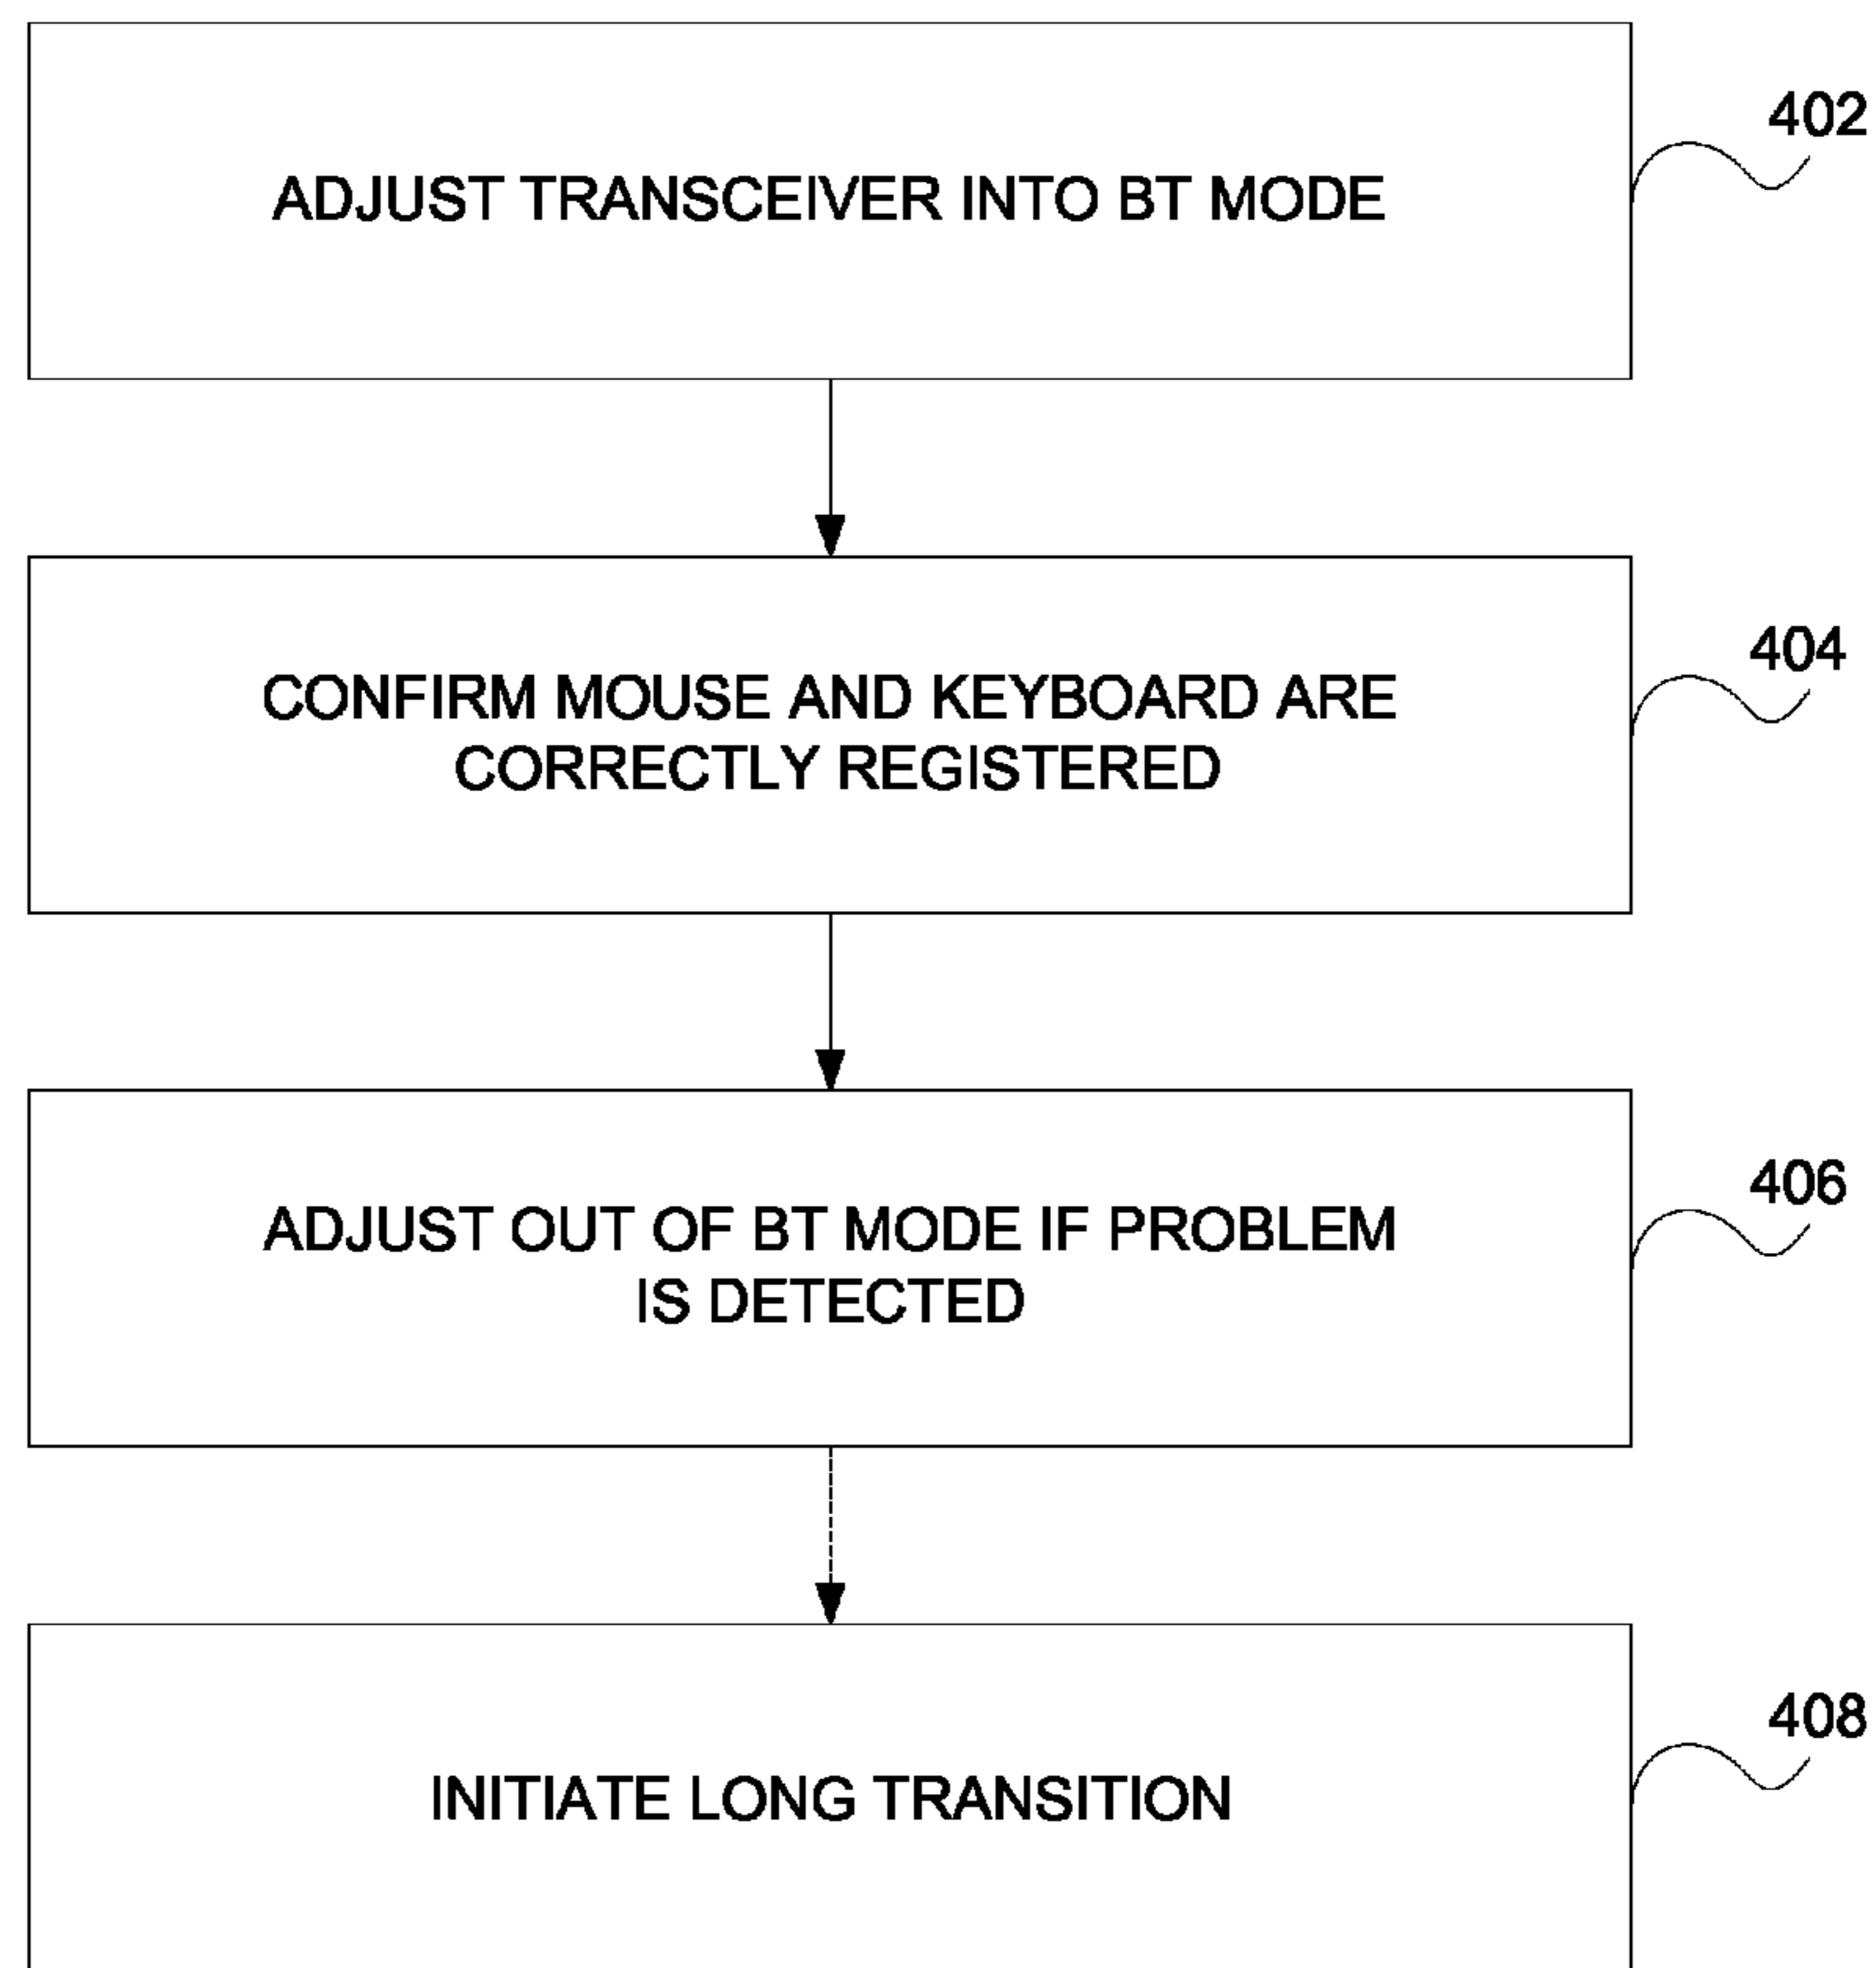 402
ADJUST TRANSCEIVER INTO BT MODE
404
CONFIRM MOUSE AND KEYBOARD ARE
CORRECTLY REGISTERED
406
ADJUST OUT OF BT MODE IF PROBLEM
IS DETECTED
408
INITIATE LONG TRANSITION